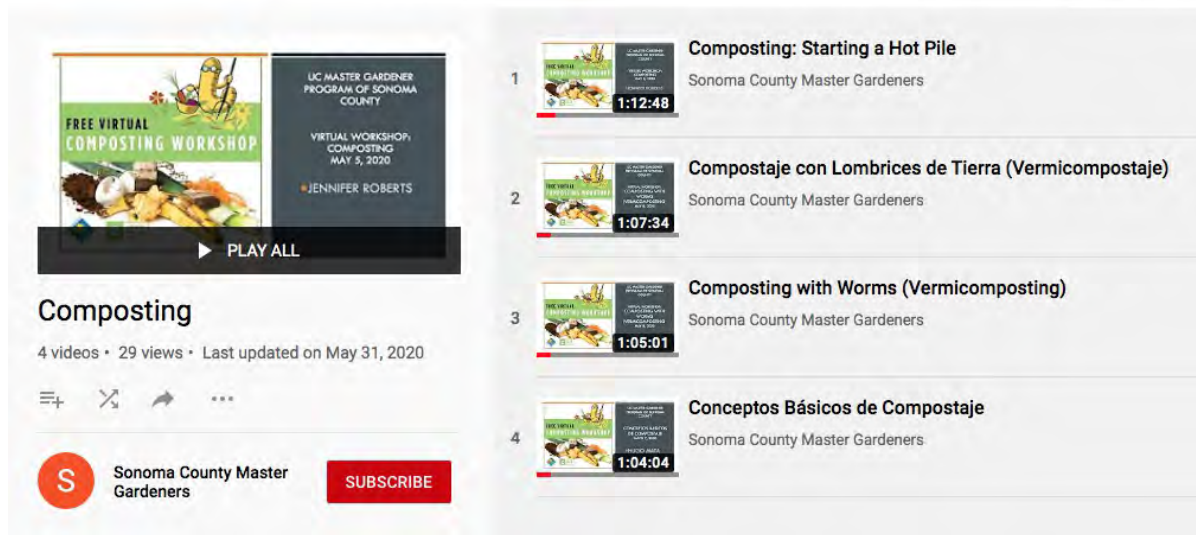 FREE VIRTUAL
COMPOSTING WORKSHOP
UC MASTER GARDENER
PROGRAM OF SONOMA
COUNTY
VIRTUAL WORKSHOP:
COMPOSTING
MAY 5, 2020
JENNIFER ROBERTS
PLAY ALL
Composting
4 videos • 29 views • Last updated on May 31, 2020
S
Sonoma County Master
Gardeners
SUBSCRIBE
1
1:12:48
Composting: Starting a Hot Pile
Sonoma County Master Gardeners
2
1:07:34
Compostaje con Lombrices de Tierra (Vermicompostaje)
Sonoma County Master Gardeners
3
1:05:01
Composting with Worms (Vermicomposting)
Sonoma County Master Gardeners
4
1:04:04
Conceptos Básicos de Compostaje
Sonoma County Master Gardeners